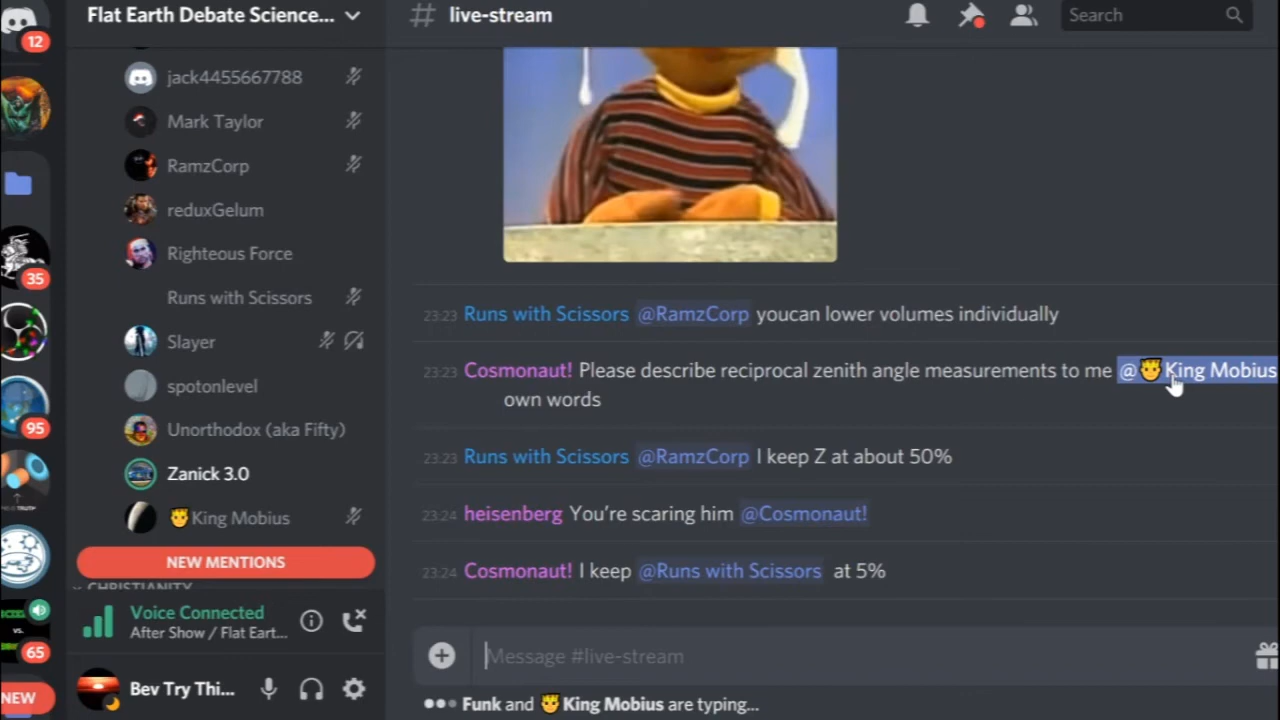 Flat Earth Debate Science...
# live-stream
Search
12
35
95
65
NEW
jack4455667788
Mark Taylor
RamzCorp
reduxGelum
Righteous Force
Runs with Scissors
Slayer
spotonlevel
Unorthodox (aka Fifty)
Zanick 3.0
King Mobius
NEW MENTIONS
CHRISTIANITY
Voice Connected
After Show / Flat Eart...
Bev Try Thi...
23:23 Runs with Scissors @RamzCorp youcan lower volumes individually
23:23 Cosmonaut! Please describe reciprocal zenith angle measurements to me @King Mobius
own words
23:23 Runs with Scissors @RamzCorp I keep Z at about 50%
23:24 heisenberg You're scaring him @Cosmonaut!
23:24 Cosmonaut! I keep @Runs with Scissors at 5%
Message #live-stream
Funk and King Mobius are typing...